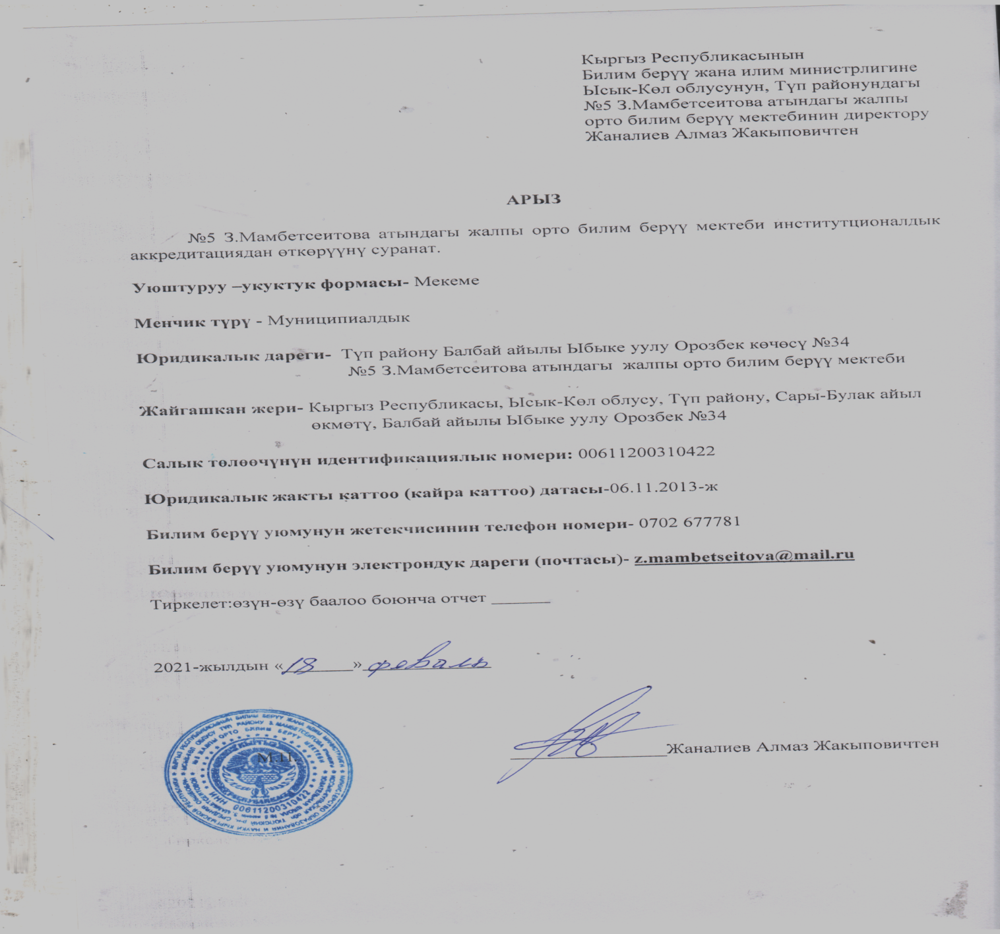 Кыргыз Республикасынын
Билим берүү жана илим министрлигине
Ысык-Көл облусунун, Түп районундагы
№5 З.Мамбетсеитова атындагы жалпы
орто билим берүү мектебинин директору
Жаналиев Алмаз Жакыповичтен
АРЫЗ
№5 З.Мамбетсеитова атындагы жалпы орто билим берүү мектеби институтционалдык
аккредитациядан өткөрүүнү суранат.
Уюштуруу –укуктук формасы- Мекеме
Менчик түрү - Муниципиалдык
Юридикалык дареги- Түп району Балбай айылы Ыбыке уулу Орозбек көчөсү №34
№5 З.Мамбетсеитова атындагы жалпы орто билим берүү мектеби
Жайгашкан жери- Кыргыз Республикасы, Ысык-Көл облусу, Түп району, Сары-Булак айыл
өкмөтү, Балбай айылы Ыбыке уулу Орозбек №34
Салык төлөөчүнүн идентификациялык номери: 00611200310422
Юридикалык жакты каттоо (кайра каттоо) датасы-06.11.2013-ж
Билим берүү уюмунун жетекчисинин телефон номери- 0702 677781
Билим берүү уюмунун электрондук дареги (почтасы)- z.mambetseitova@mail.ru
Тиркелет:өзүн-өзү баалоо боюнча отчет ______
2021-жылдын «18» февраль
М.П.
ИНН 00611200310422
Жаналиев Алмаз Жакыповичтен